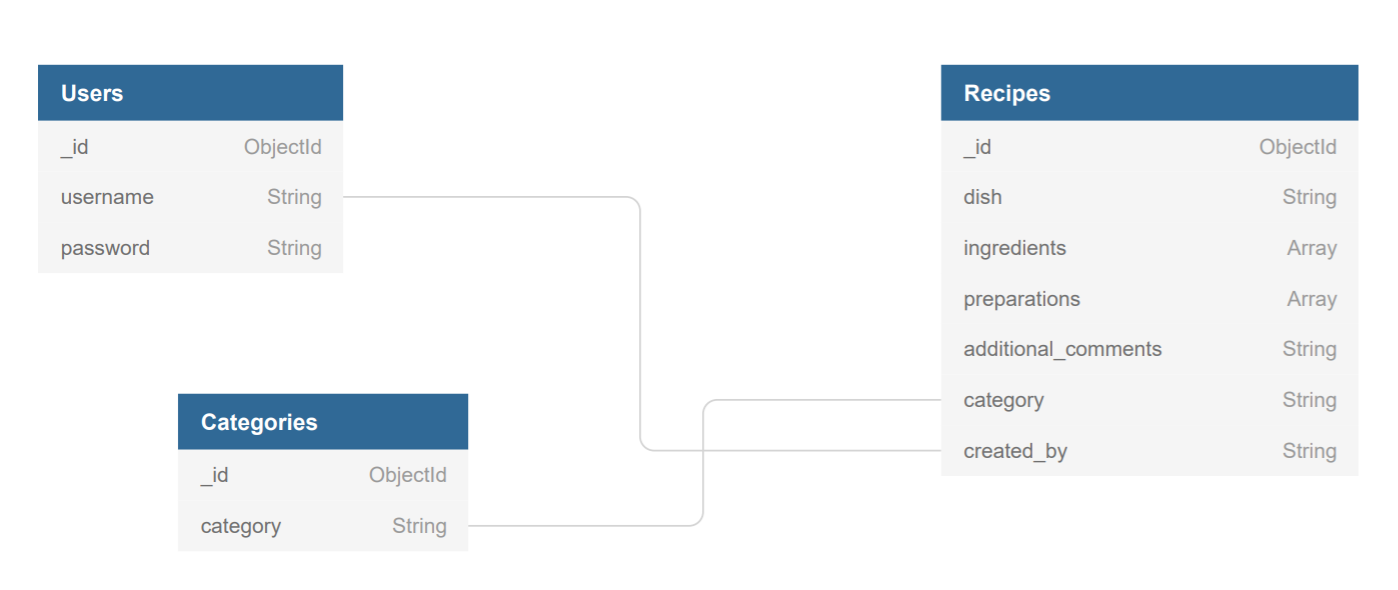 Users
_id ObjectId
username String
password String
Categories
_id ObjectId
category String
Recipes
_id ObjectId
dish String
ingredients Array
preparations Array
additional_comments String
category String
created_by String